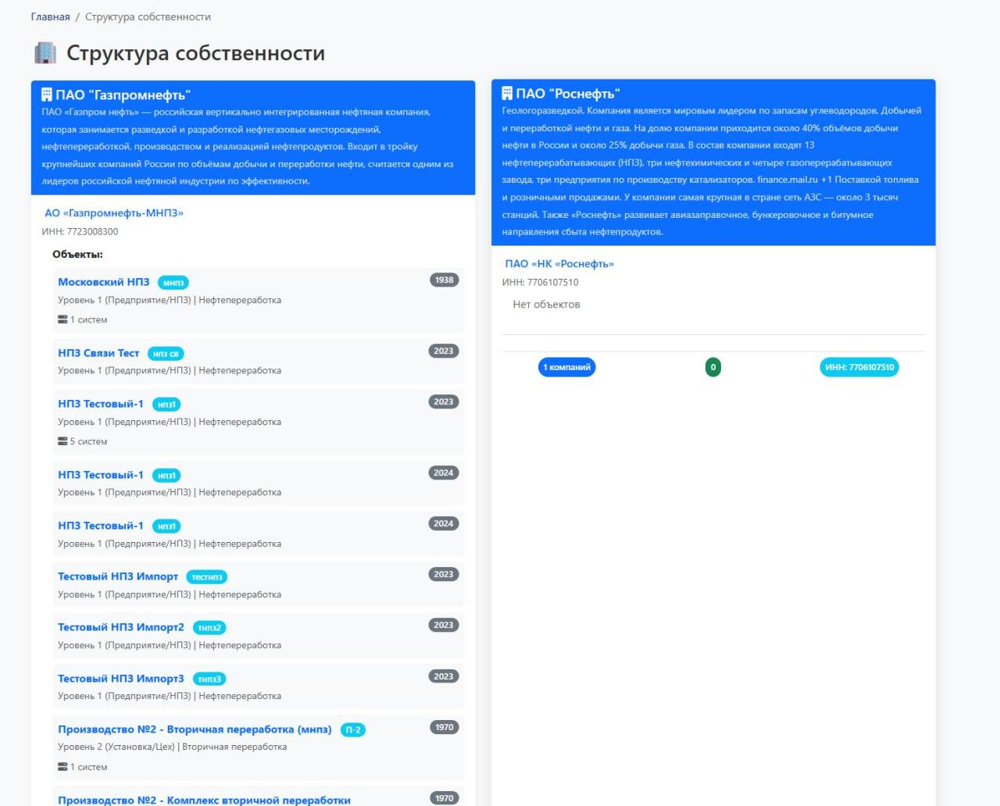 Главная / Структура собственности
Структура собственности
ПАО "Газпромнефть"
ПАО «Газпром нефть» — российская вертикально интегрированная нефтяная компания,
которая занимается разведкой и разработкой нефтегазовых месторождений,
нефтепереработкой, производством и реализацией нефтепродуктов. Входит в тройку
крупнейших компаний России по объёмам добычи и переработки нефти, считается одним из
лидеров российской нефтяной индустрии по эффективности.
АО «Газпромнефть-МНПЗ»
ИНН: 7723008300
Объекты:
Московский НПЗ мнпз 1938
Уровень 1 (Предприятие/НПЗ) | Нефтепереработка
1 систем
НПЗ Связи Тест нпз св 2023
Уровень 1 (Предприятие/НПЗ) | Нефтепереработка
НПЗ Тестовый-1 нпз1 2023
Уровень 1 (Предприятие/НПЗ) | Нефтепереработка
5 систем
НПЗ Тестовый-1 нпз1 2024
Уровень 1 (Предприятие/НПЗ) | Нефтепереработка
НПЗ Тестовый-1 нпз1 2024
Уровень 1 (Предприятие/НПЗ) | Нефтепереработка
Тестовый НПЗ Импорт тестнпз 2023
Уровень 1 (Предприятие/НПЗ) | Нефтепереработка
Тестовый НПЗ Импорт2 тнпз2 2023
Уровень 1 (Предприятие/НПЗ) | Нефтепереработка
Тестовый НПЗ Импорт3 тнпз3 2023
Уровень 1 (Предприятие/НПЗ) | Нефтепереработка
Производство №2 - Вторичная переработка (мнпз) П-2 1970
Уровень 2 (Установка/Цех) | Вторичная переработка
1 систем
Производство №2 - Комплекс вторичной переработки 1970
ПАО "Роснефть"
Геологоразведкой. Компания является мировым лидером по запасам углеводородов. Добычей
и переработкой нефти и газа. На долю компании приходится около 40% объёмов добычи
нефти в России и около 25% добычи газа. В состав компании входят 13
нефтеперерабатывающих (НПЗ), три нефтехимических и четыре газоперерабатывающих
завода, три предприятия по производству катализаторов. finance.mail.ru +1 Поставкой топлива
и розничными продажами. У компании самая крупная в стране сеть АЗС — около 3 тысяч
станций. Также «Роснефть» развивает авиазаправочное, бункеровочное и битумное
направления сбыта нефтепродуктов.
ПАО «НК «Роснефть»
ИНН: 7706107510
Нет объектов
1 компаний 0 ИНН: 7706107510